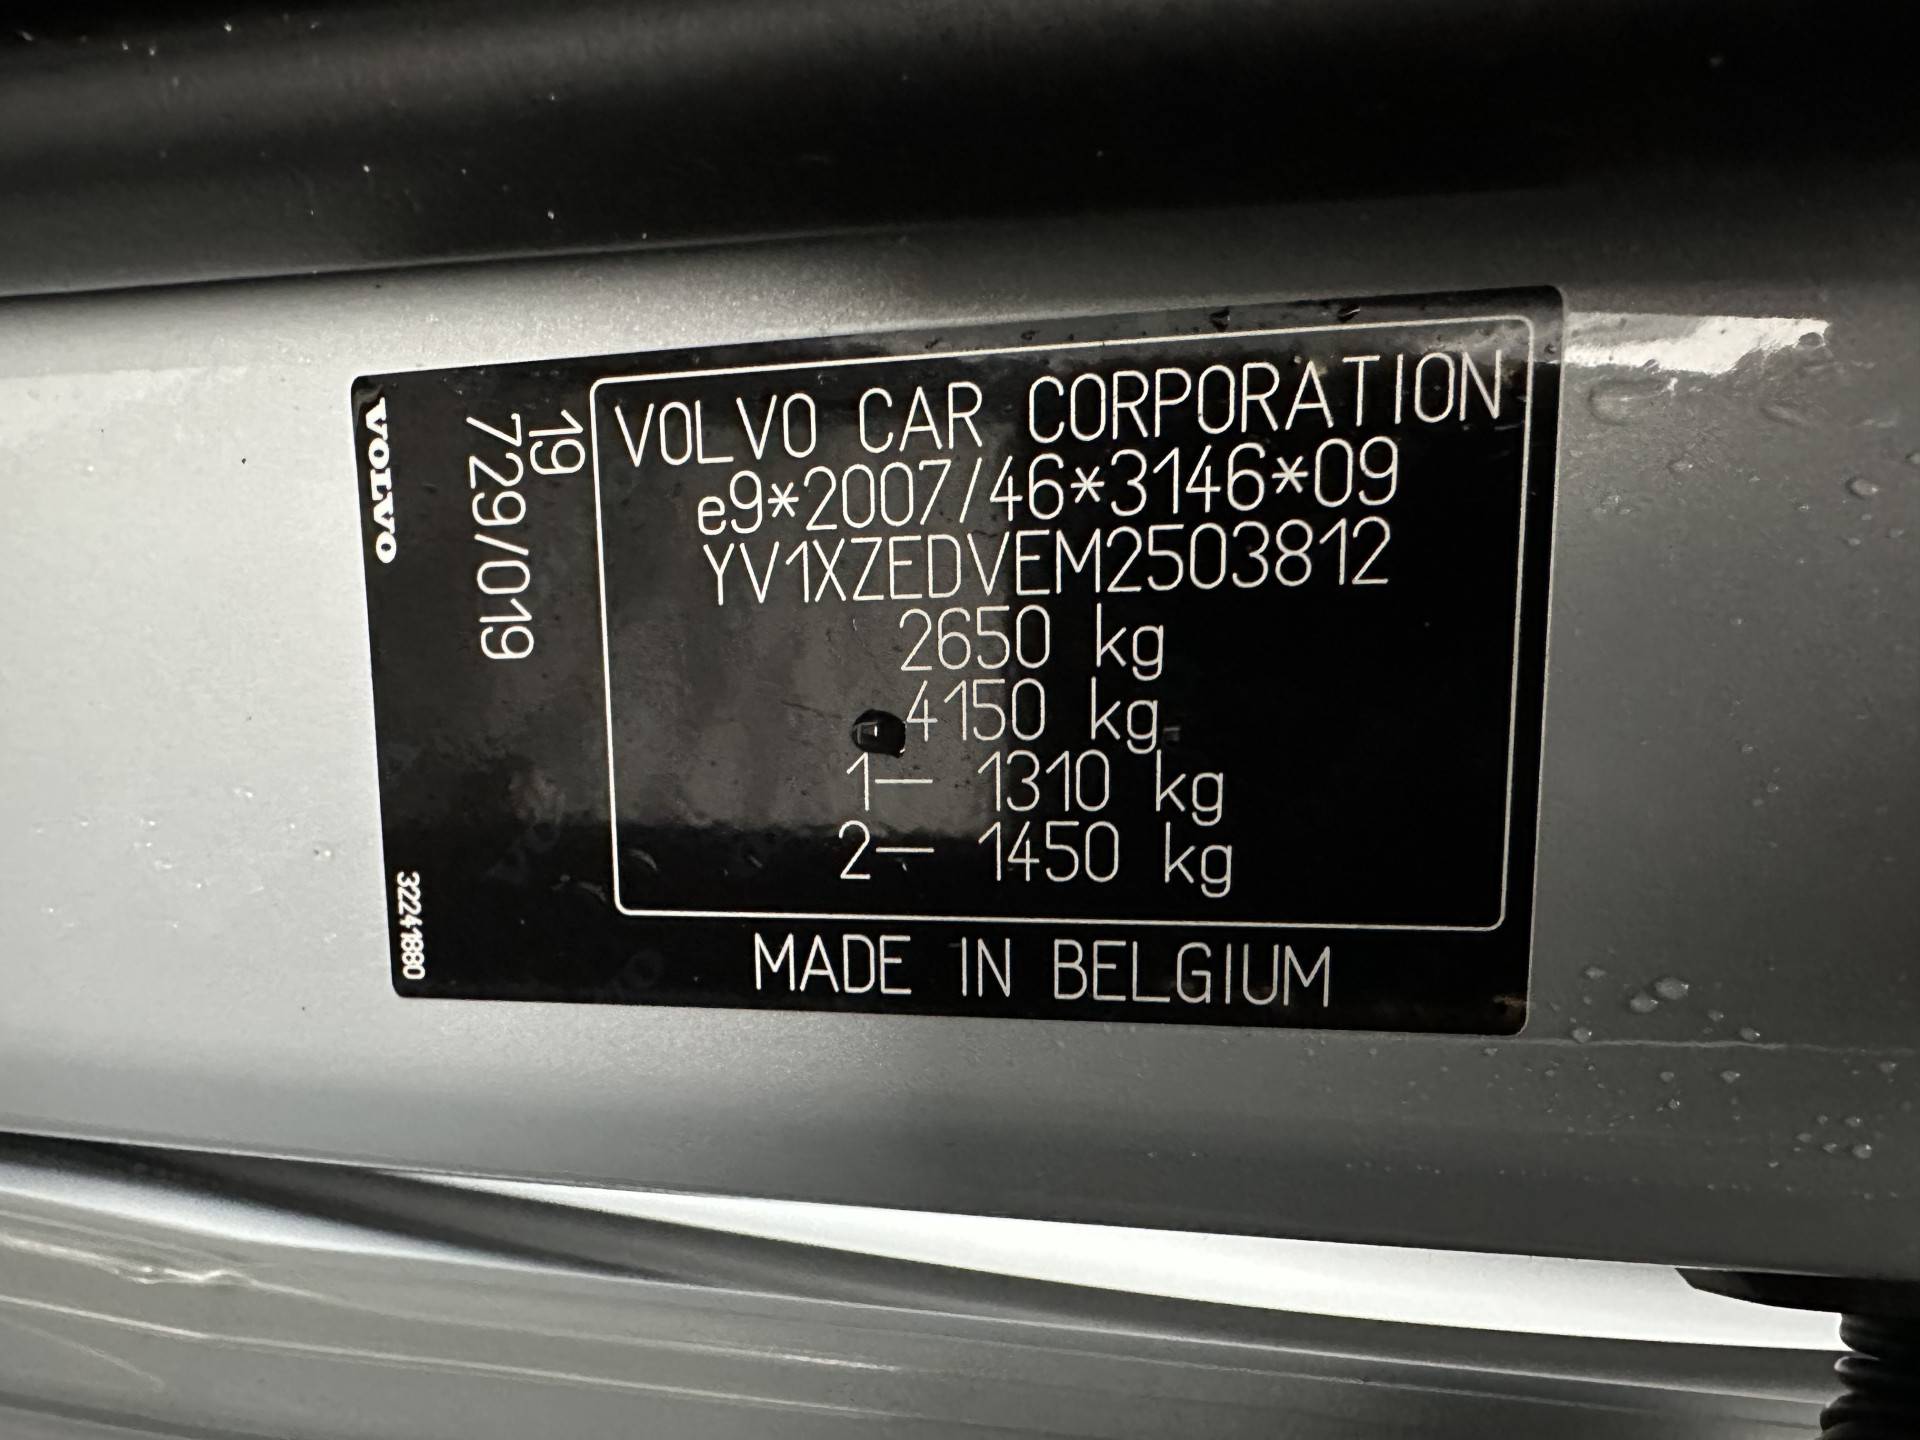 VOLVO
19
729/019
32241880
VOLVO CAR CORPORATION
e9*2007/46*3146*09
YV1XZEDVEM2503812
2650 kg
4150 kg
1— 1310 kg
2— 1450 kg
MADE IN BELGIUM